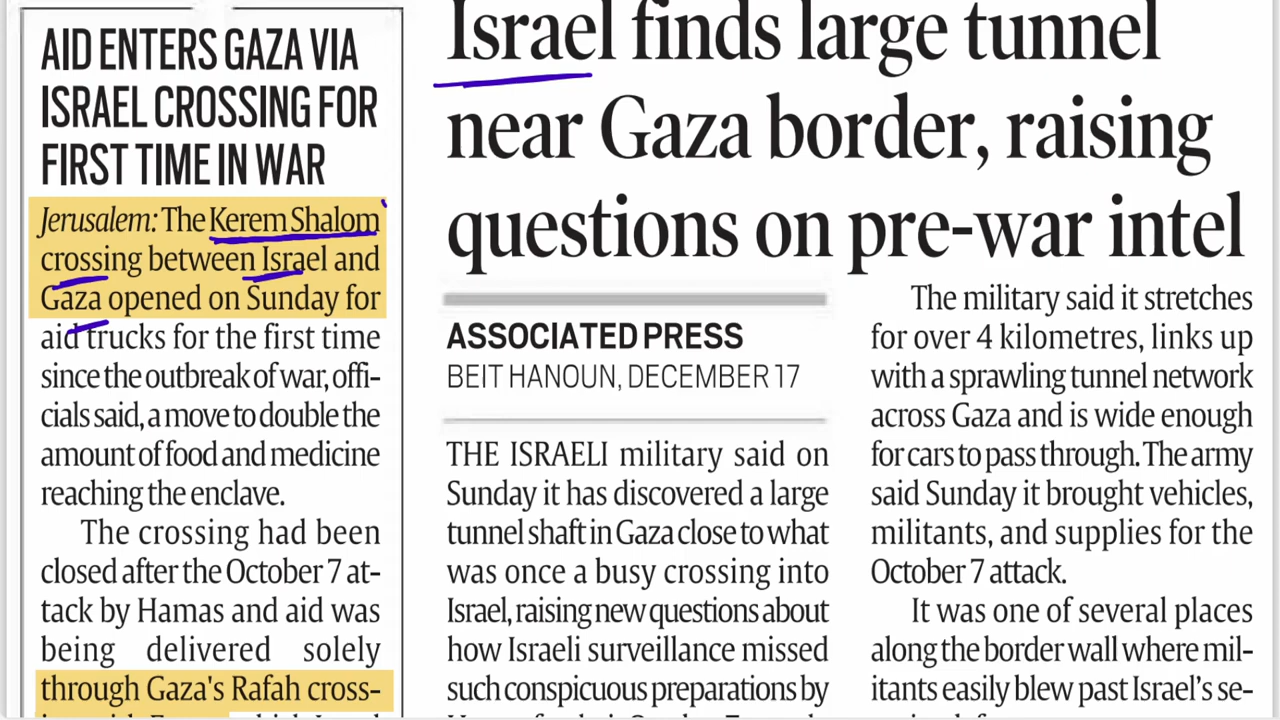 AID ENTERS GAZA VIA
ISRAEL CROSSING FOR
FIRST TIME IN WAR
Jerusalem: The Kerem Shalom
crossing between Israel and
Gaza opened on Sunday for
aid trucks for the first time
since the outbreak of war, offi-
cials said, a move to double the
amount of food and medicine
reaching the enclave.
The crossing had been
closed after the October 7 at-
tack by Hamas and aid was
being delivered solely
through Gaza's Rafah cross-
Israel finds large tunnel
near Gaza border, raising
questions on pre-war intel
ASSOCIATED PRESS
BEIT HANOUN, DECEMBER 17
THE ISRAELI military said on
Sunday it has discovered a large
tunnel shaft in Gaza close to what
was once a busy crossing into
Israel, raising new questions about
how Israeli surveillance missed
such conspicuous preparations by
The military said it stretches
for over 4 kilometres, links up
with a sprawling tunnel network
across Gaza and is wide enough
for cars to pass through. The army
said Sunday it brought vehicles,
militants, and supplies for the
October 7 attack.
It was one of several places
along the border wall where mil-
itants easily blew past Israel's se-